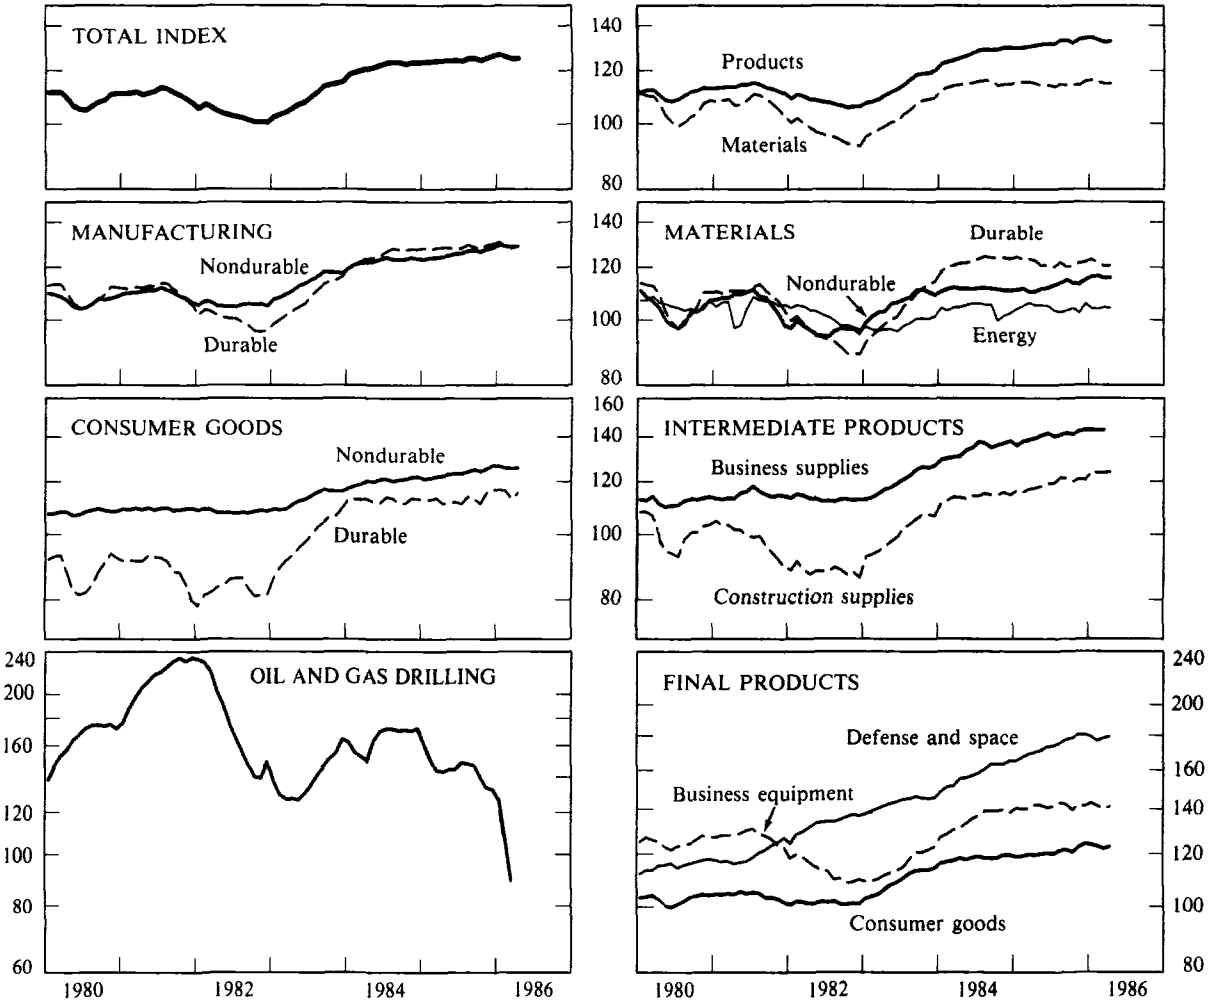 TOTAL INDEX
140
120
100
80
Products
Materials
MANUFACTURING
Nondurable
Durable
140
120
100
80
MATERIALS
Durable
Nondurable
Energy
CONSUMER GOODS
Nondurable
Durable
160
140
120
100
80
INTERMEDIATE PRODUCTS
Business supplies
Construction supplies
240
200
160
120
100
80
60
OIL AND GAS DRILLING
1980 1982 1984 1986
FINAL PRODUCTS
Defense and space
Business equipment
Consumer goods
240
200
160
140
120
100
80
1980 1982 1984 1986